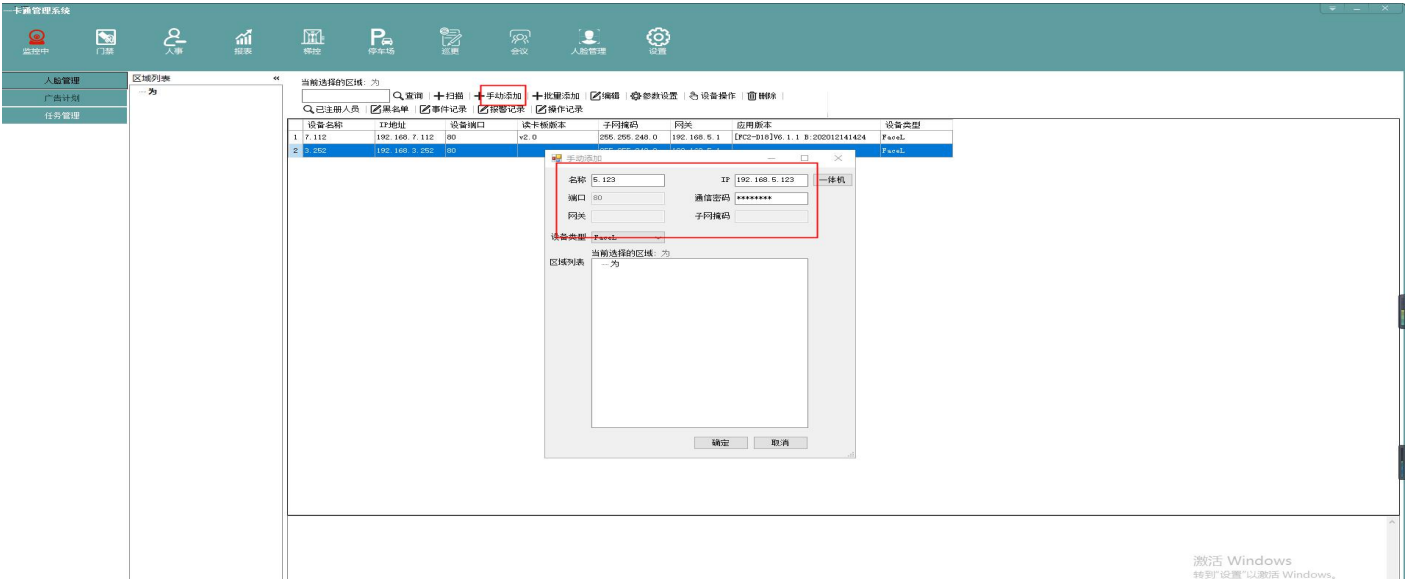 一卡通管理系统
监控中 门禁 人事 报表 梯控 停车场 巡更 会议 人脸管理 设置
人脸管理
广告计划
任务管理
区域列表 «
为
当前选择的区域: 为
查询 扫描 手动添加 批量添加 编辑 参数设置 设备操作 删除
已注册人员 黑名单 事件记录 报警记录 操作记录
设备名称 IP地址 设备端口 读卡板版本 子网掩码 网关 应用版本 设备类型
1 7.112 192.168.7.112 80 v2.0 255.255.248.0 192.168.5.1 [FC2-D18]V6.1.1 B:202012141424 FaceL
2 3.252 192.168.3.252 80 FaceL
手动添加
名称 5.123 IP 192.168.5.123 一体机
端口 80 通信密码 ********
网关 子网掩码
设备类型 FaceL
当前选择的区域: 为
区域列表 为
确定 取消
激活 Windows
转到"设置"以激活 Windows。